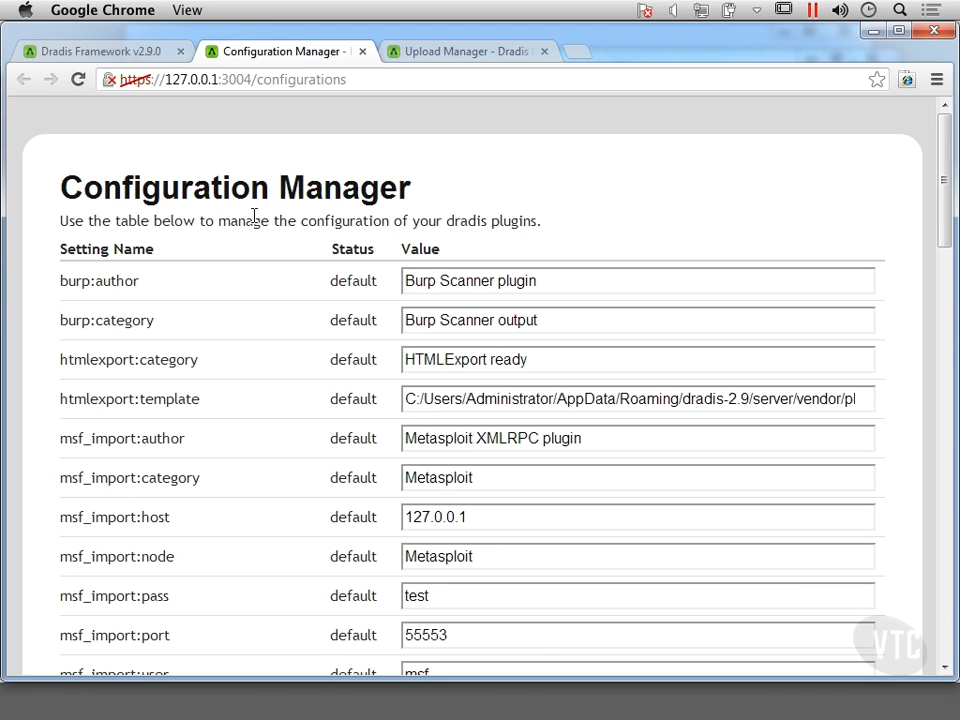 Google Chrome View
Dradis Framework v2.9.0 × Configuration Manager - × Upload Manager - Dradis ×
https://127.0.0.1:3004/configurations
Configuration Manager
Use the table below to manage the configuration of your dradis plugins.
Setting Name Status Value
burp:author default Burp Scanner plugin
burp:category default Burp Scanner output
htmlexport:category default HTMLExport ready
htmlexport:template default C:/Users/Administrator/AppData/Roaming/dradis-2.9/server/vendor/pl
msf_import:author default Metasploit XMLRPC plugin
msf_import:category default Metasploit
msf_import:host default 127.0.0.1
msf_import:node default Metasploit
msf_import:pass default test
msf_import:port default 55553
msf_import:user default msf
VTC